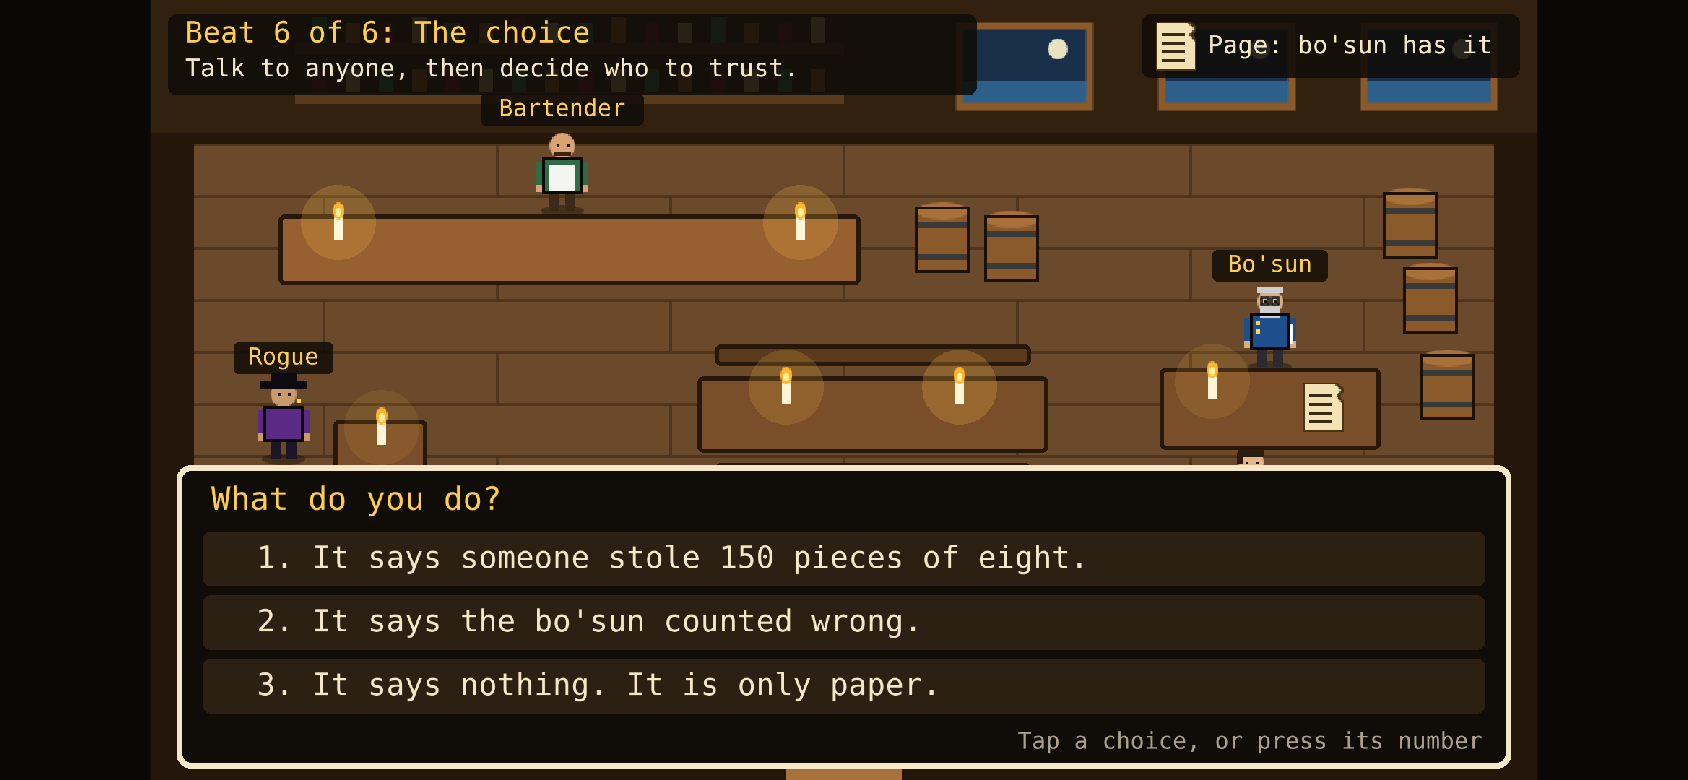 Beat 6 of 6: The choice
Talk to anyone, then decide who to trust.
Page: bo'sun has it
Bartender
Bo'sun
Rogue
What do you do?
1. It says someone stole 150 pieces of eight.
2. It says the bo'sun counted wrong.
3. It says nothing. It is only paper.
Tap a choice, or press its number